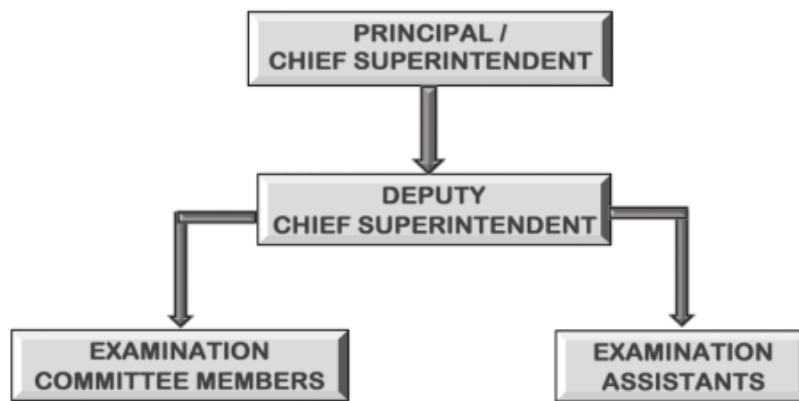 PRINCIPAL /
CHIEF SUPERINTENDENT
DEPUTY
CHIEF SUPERINTENDENT
EXAMINATION
COMMITTEE MEMBERS
EXAMINATION
ASSISTANTS